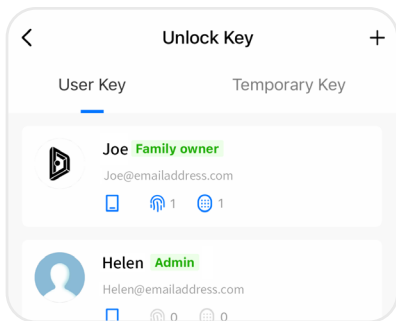 Unlock Key
User Key Temporary Key
Joe Family owner
Joe@emailaddress.com
1 1
Helen Admin
Helen@emailaddress.com
0 0